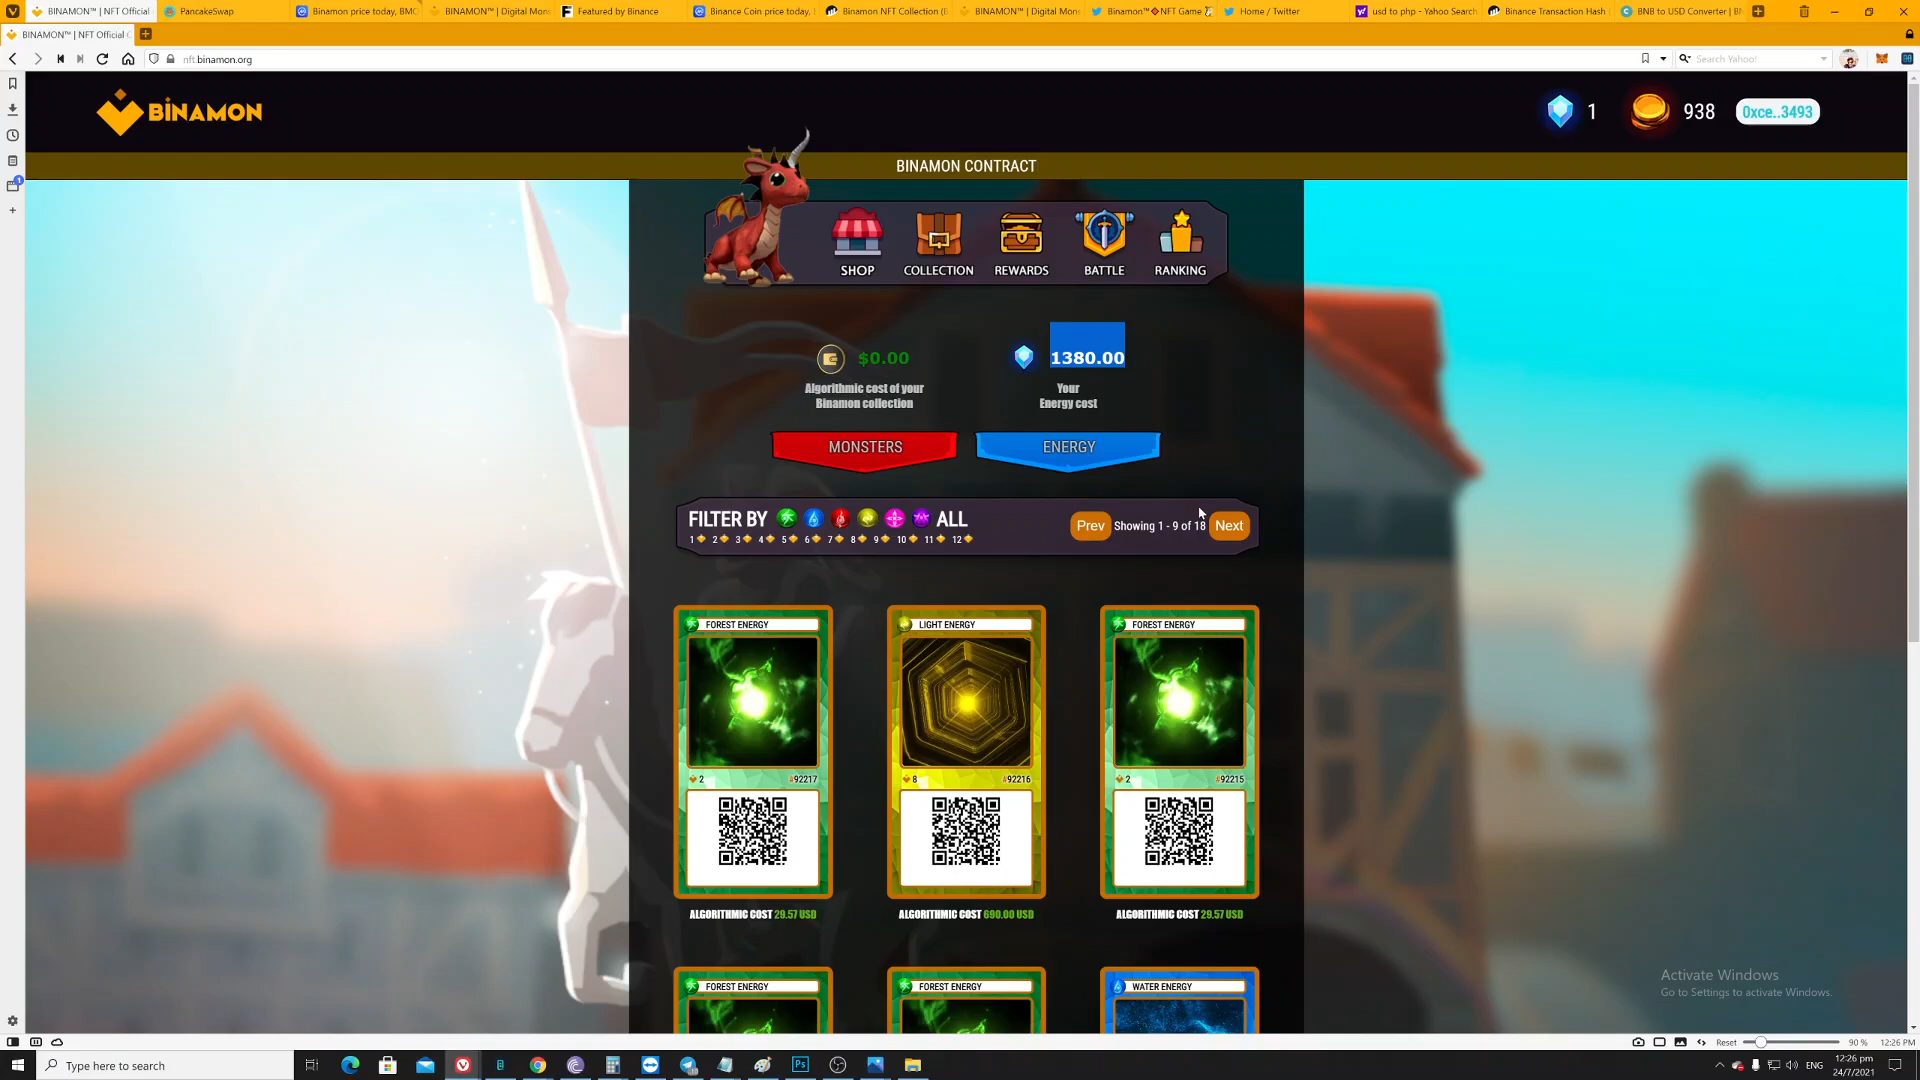 BINAMON™ | NFT Official
PancakeSwap
Binamon price today, BMO
BINAMON™ | Digital Mons
Featured by Binance
Binance Coin price today, B
Binamon NFT Collection (B
BINAMON™ | Digital Mons
Binamon™ NFT Game
Home / Twitter
usd to php - Yahoo Search
Binance Transaction Hash
BNB to USD Converter | BN
BINAMON™ | NFT Official C
nft.binamon.org
Search Yahoo!
BINAMON
1
938
0xce..3493
BINAMON CONTRACT
SHOP
COLLECTION
REWARDS
BATTLE
RANKING
$0.00
1380.00
Algorithmic cost of your
Binamon collection
Your
Energy cost
MONSTERS
ENERGY
FILTER BY
ALL
Prev
Showing 1 - 9 of 18
Next
1 2 3 4 5 6 7 8 9 10 11 12
FOREST ENERGY
LIGHT ENERGY
FOREST ENERGY
2
#92217
8
#92216
2
#92215
ALGORITHMIC COST 29.57 USD
ALGORITHMIC COST 690.00 USD
ALGORITHMIC COST 29.57 USD
FOREST ENERGY
FOREST ENERGY
WATER ENERGY
Activate Windows
Go to Settings to activate Windows.
Reset
90 %
12:26 PM
Type here to search
ENG
12:26 pm
24/7/2021